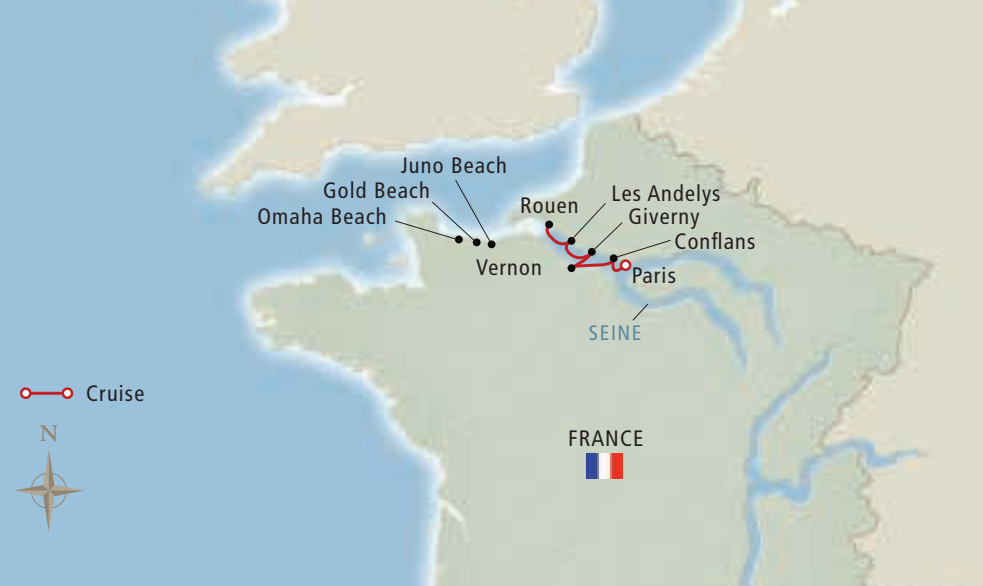 Juno Beach
Gold Beach
Omaha Beach
Rouen
Les Andelys
Giverny
Conflans
Vernon
Paris
SEINE
Cruise
N
FRANCE